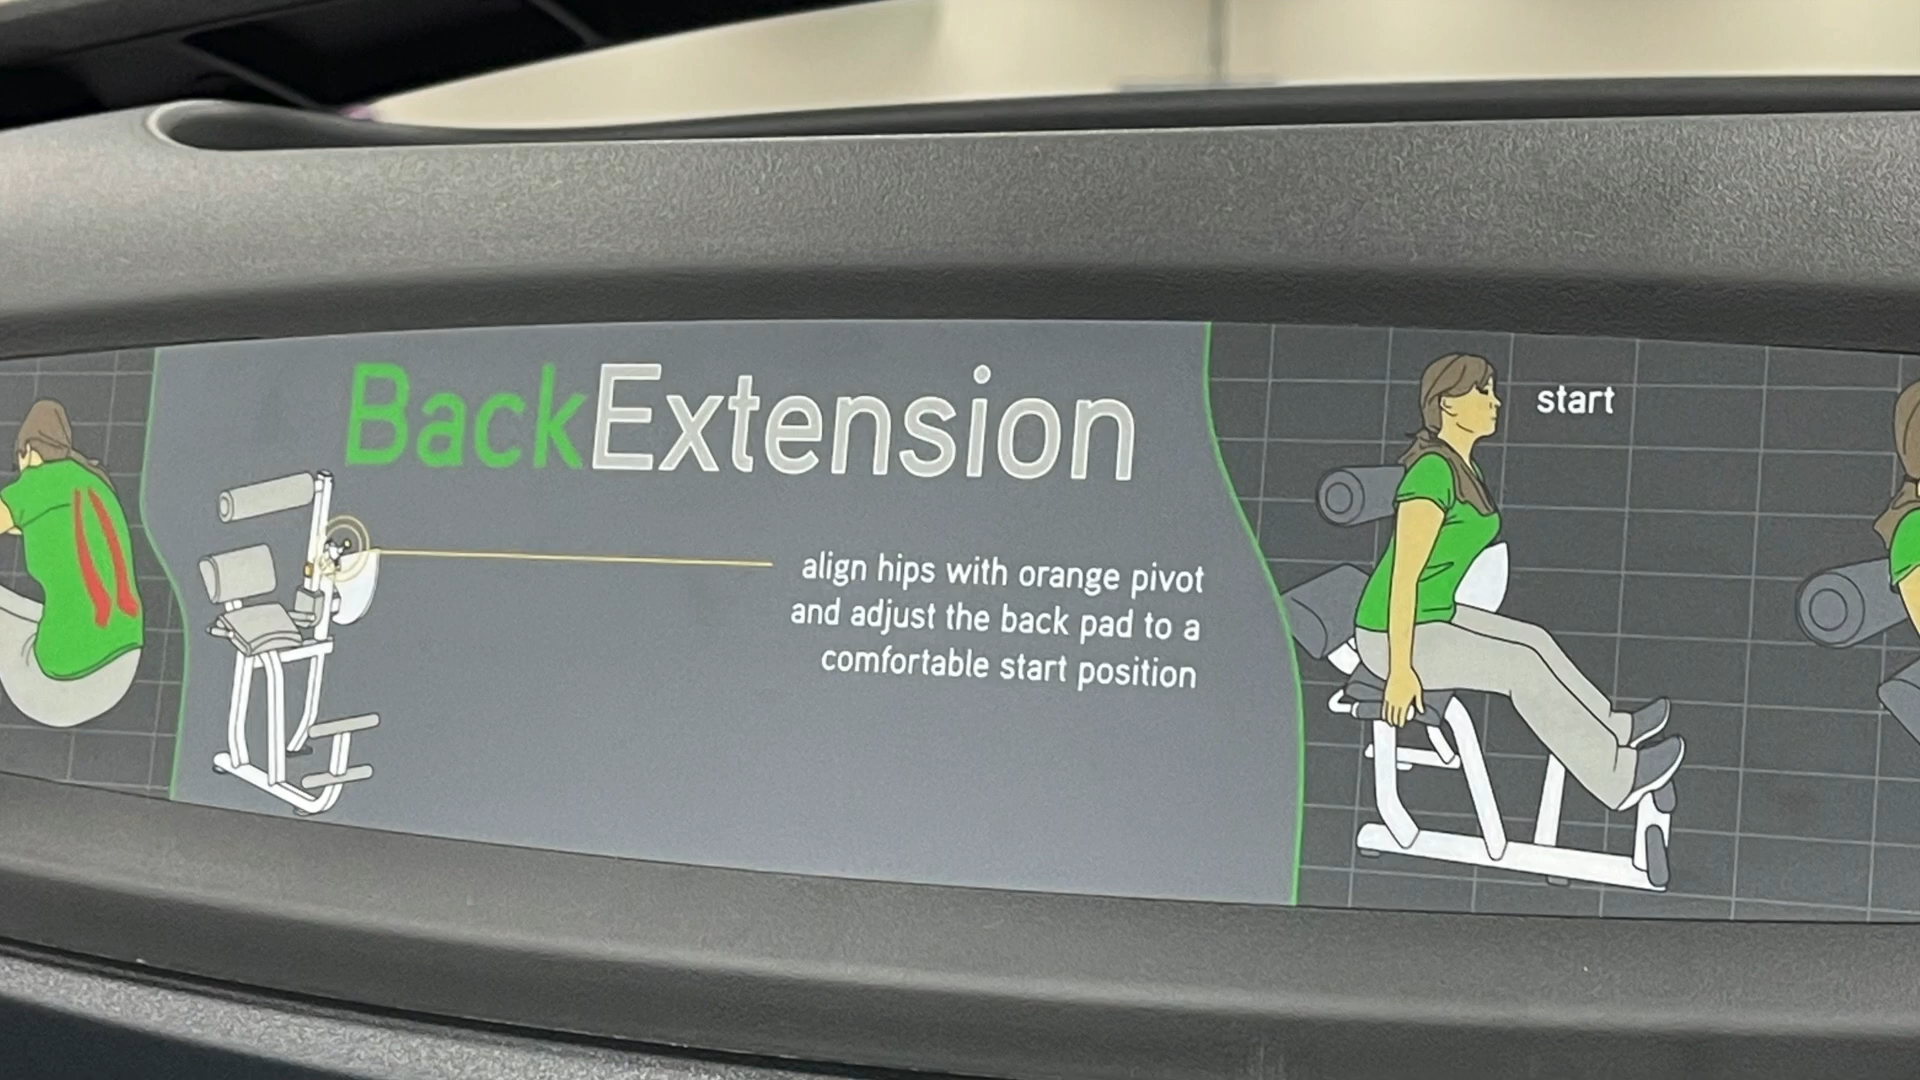 BackExtension
align hips with orange pivot
and adjust the back pad to a
comfortable start position
start